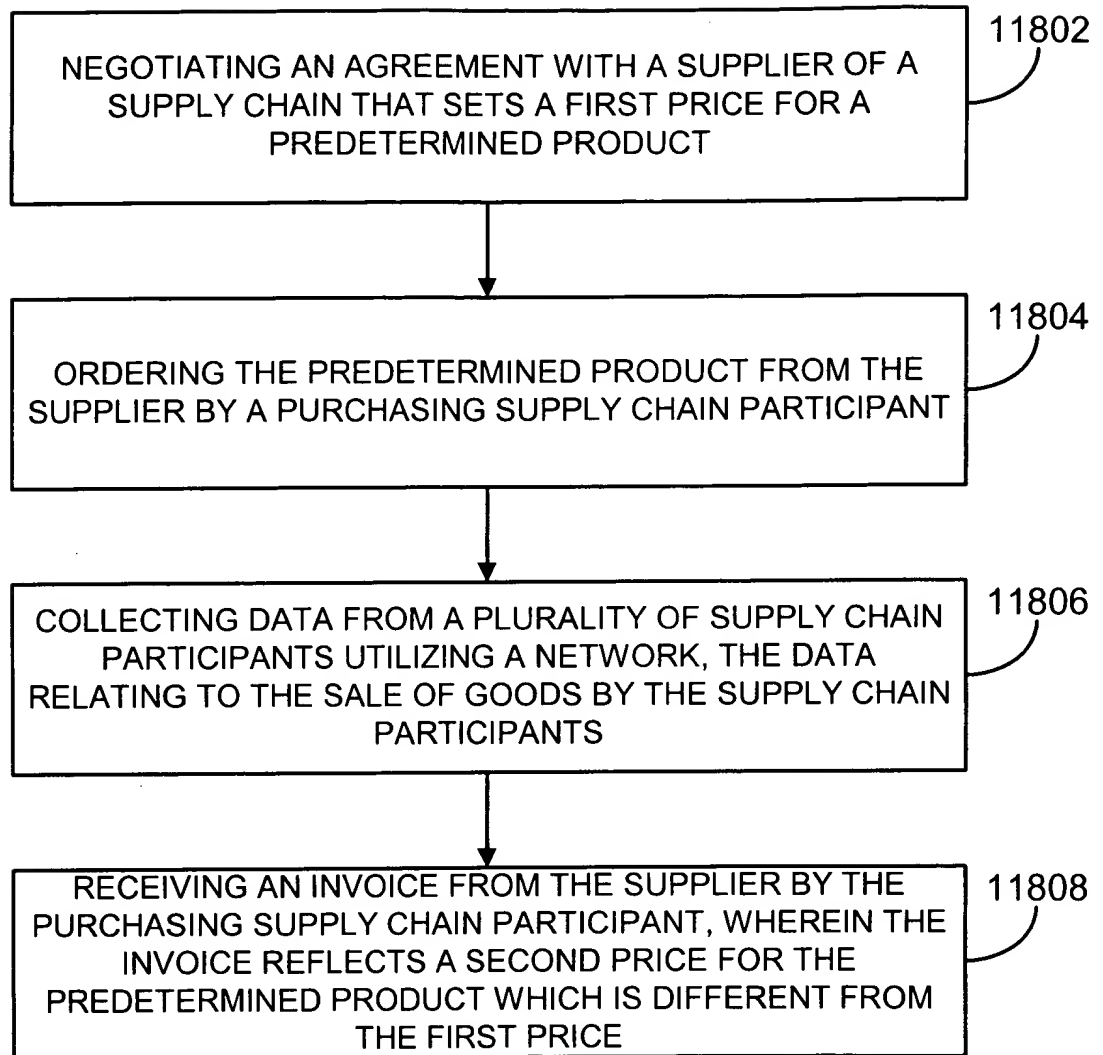 11802
NEGOTIATING AN AGREEMENT WITH A SUPPLIER OF A
SUPPLY CHAIN THAT SETS A FIRST PRICE FOR A
PREDETERMINED PRODUCT
11804
ORDERING THE PREDETERMINED PRODUCT FROM THE
SUPPLIER BY A PURCHASING SUPPLY CHAIN PARTICIPANT
11806
COLLECTING DATA FROM A PLURALITY OF SUPPLY CHAIN
PARTICIPANTS UTILIZING A NETWORK, THE DATA
RELATING TO THE SALE OF GOODS BY THE SUPPLY CHAIN
PARTICIPANTS
11808
RECEIVING AN INVOICE FROM THE SUPPLIER BY THE
PURCHASING SUPPLY CHAIN PARTICIPANT, WHEREIN THE
INVOICE REFLECTS A SECOND PRICE FOR THE
PREDETERMINED PRODUCT WHICH IS DIFFERENT FROM
THE FIRST PRICE